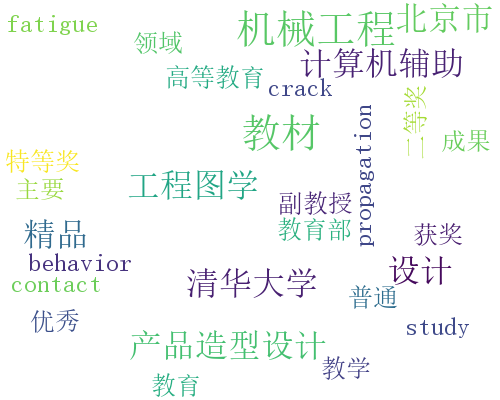 fatigue
机械工程
北京市
领域
计算机辅助
高等教育
crack
二等奖
教材
成果
propagation
特等奖
主要
工程图学
副教授
精品
教育部
获奖
behavior
清华大学
设计
contact
普通
优秀
study
产品造型设计
教学
教育